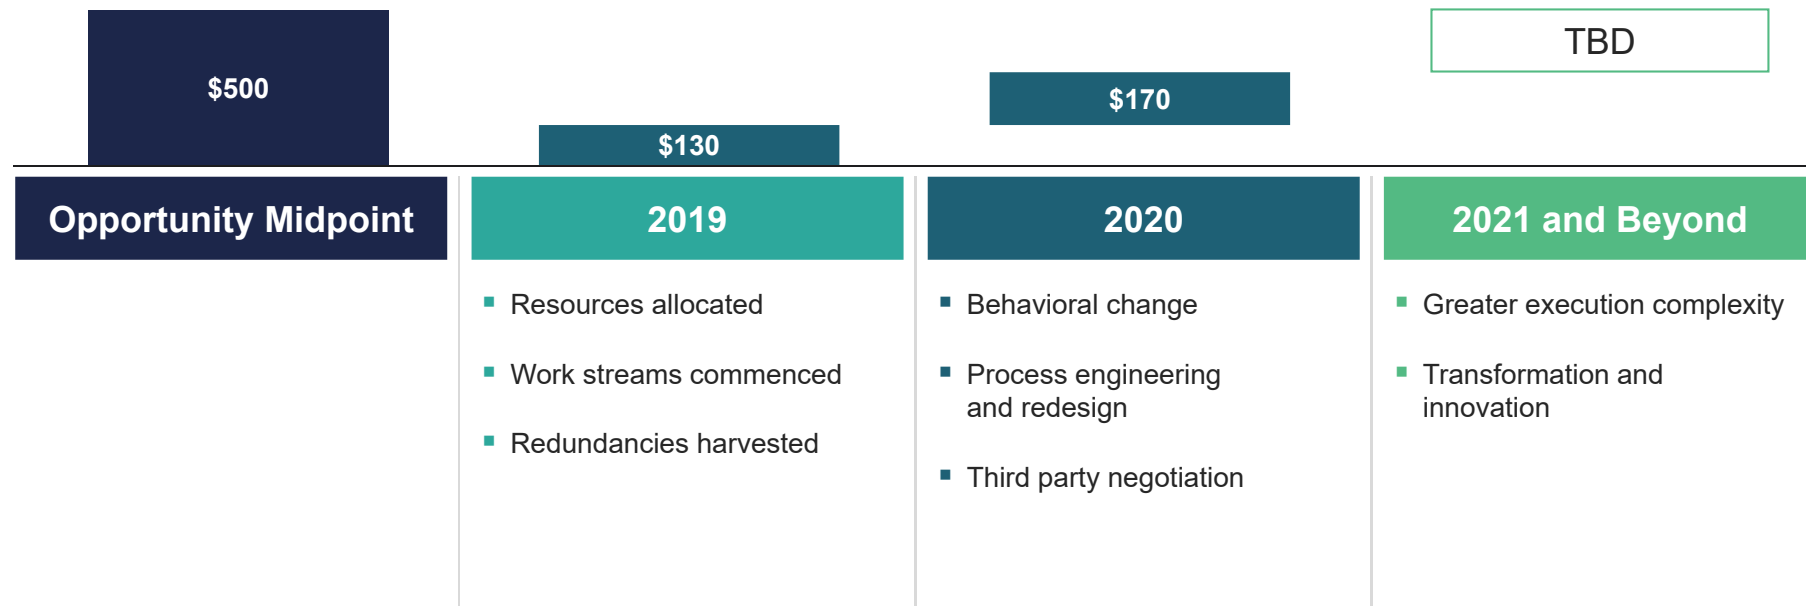 $500
$130
$170
TBD
Opportunity Midpoint
2019
2020
2021 and Beyond
Resources allocated
Work streams commenced
Redundancies harvested
Behavioral change
Process engineering
and redesign
Third party negotiation
Greater execution complexity
Transformation and
innovation